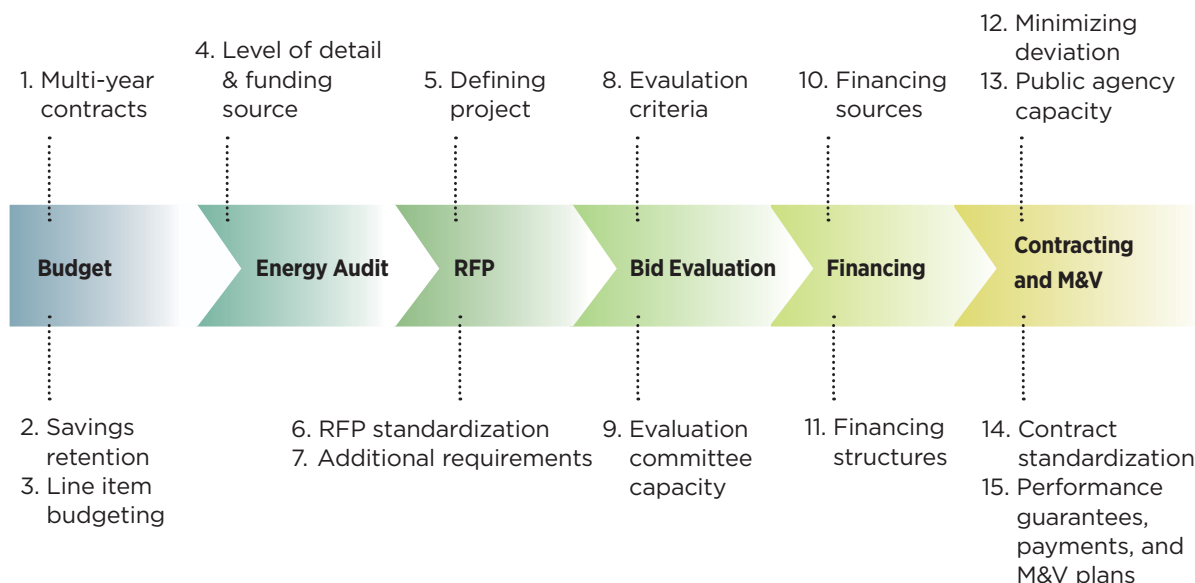 1. Multi-year
contracts
4. Level of detail
& funding
source
5. Defining
project
8. Evaulation
criteria
10. Financing
sources
12. Minimizing
deviation
13. Public agency
capacity
Budget
Energy Audit
RFP
Bid Evaluation
Financing
Contracting
and M&V
2. Savings
retention
3. Line item
budgeting
6. RFP standardization
7. Additional requirements
9. Evaluation
committee
capacity
11. Financing
structures
14. Contract
standardization
15. Performance
guarantees,
payments, and
M&V plans